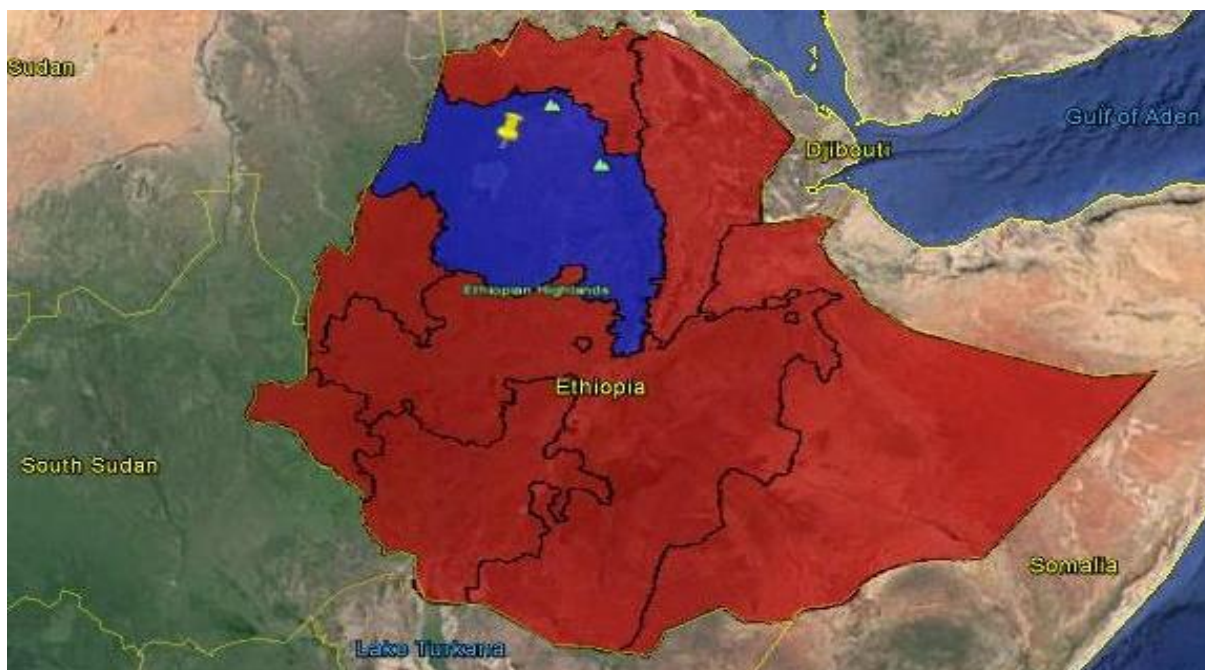 Sudan
Gulf of Aden
Djibouti
Ethiopian Highlands
Ethiopia
South Sudan
Somalia
Lake Turkana